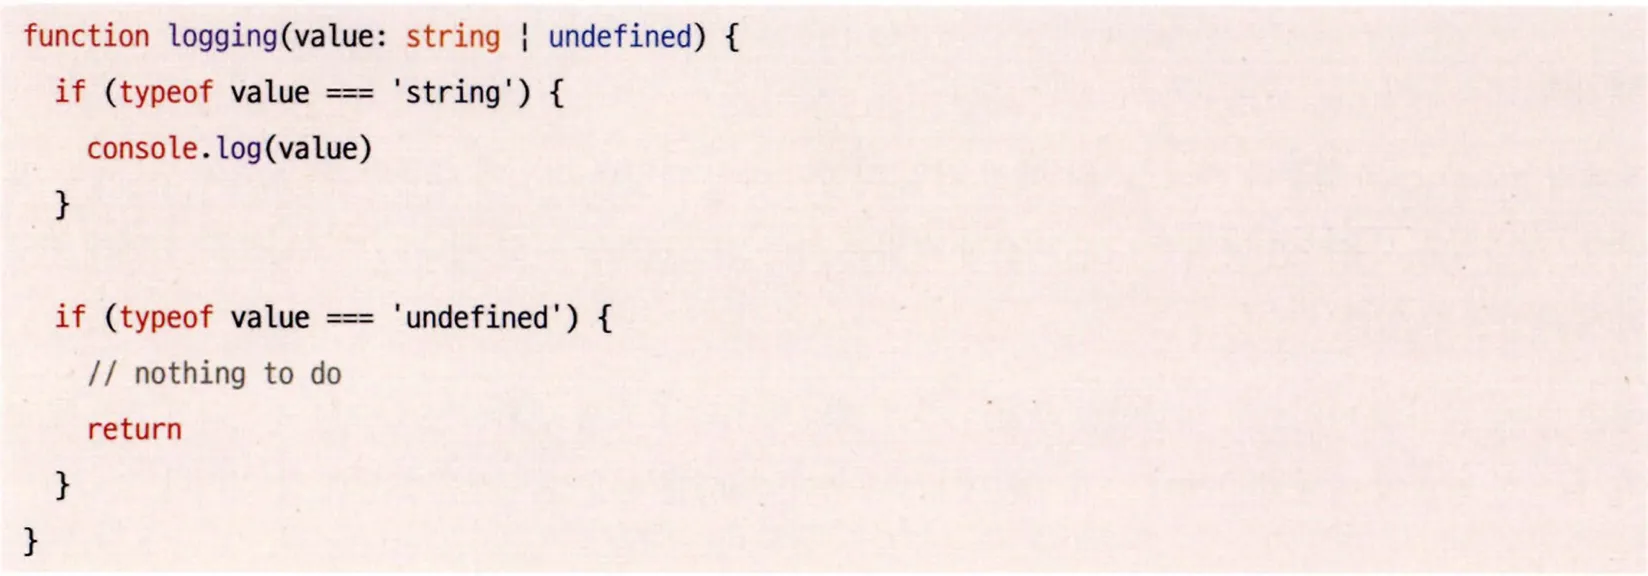 function logging(value: string | undefined) {
  if (typeof value === 'string') {
    console.log(value)
  }

  if (typeof value === 'undefined') {
    // nothing to do
    return
  }
}